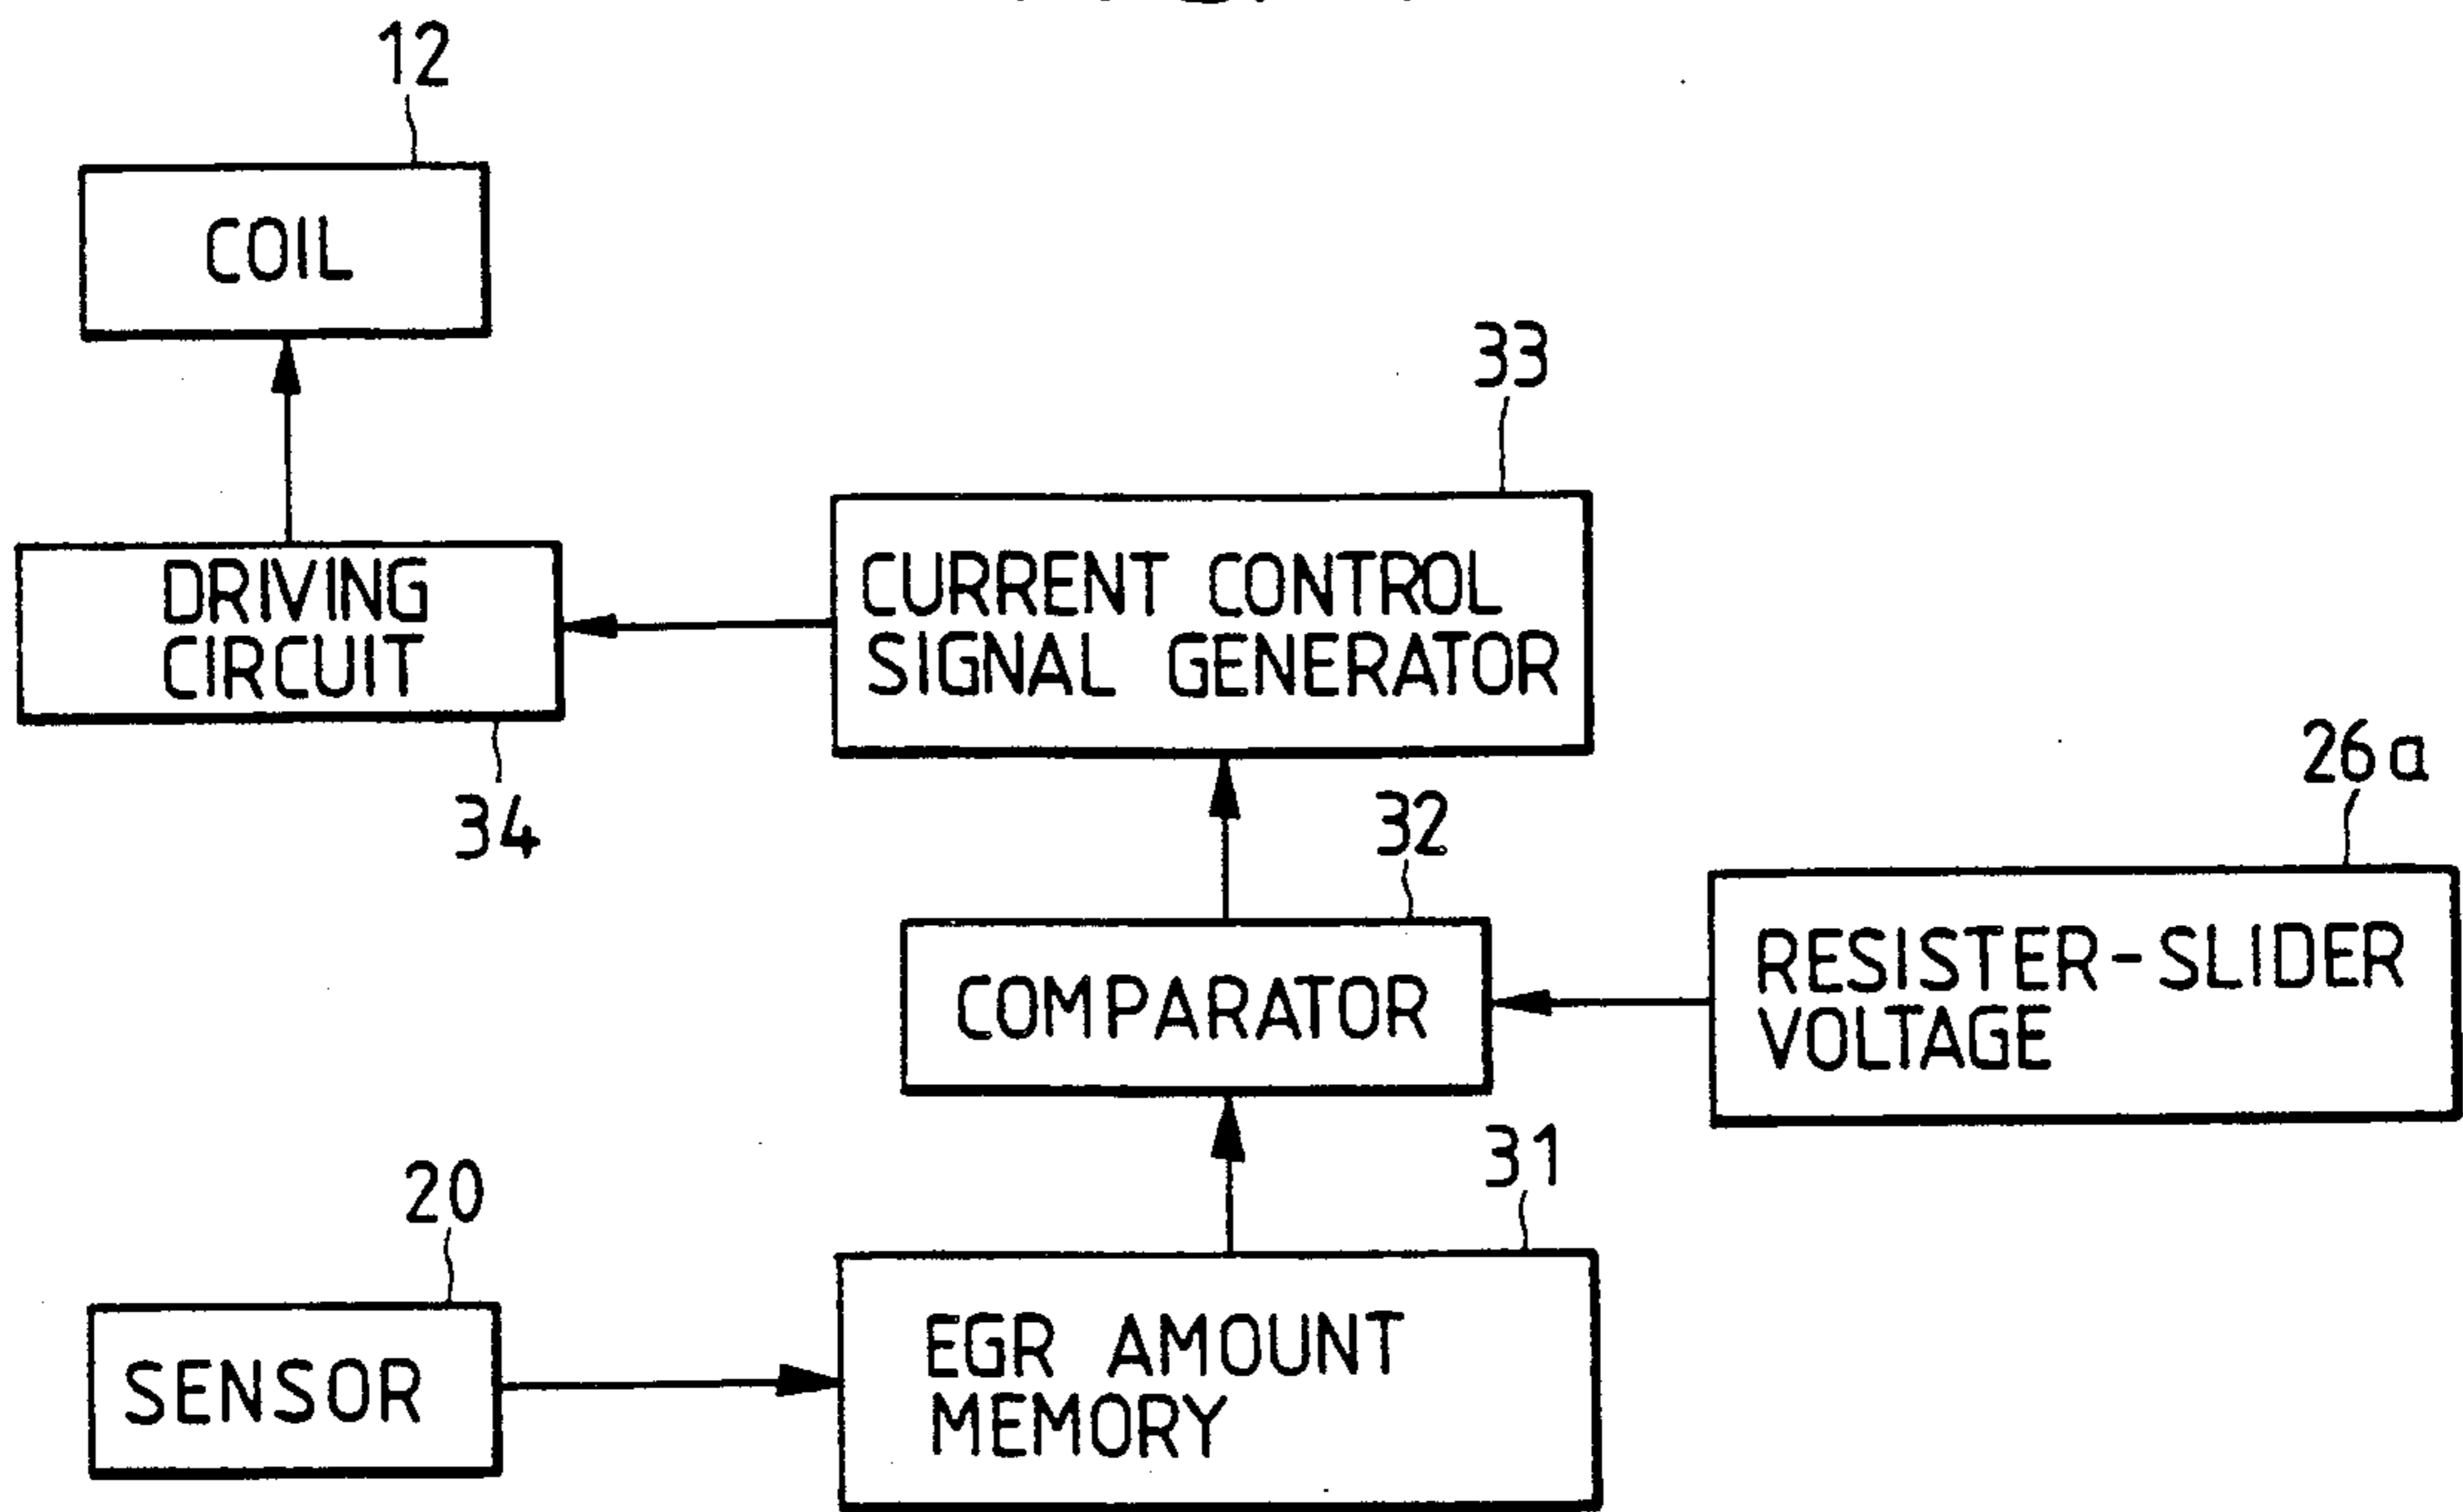 12
COIL
33
DRIVING
CIRCUIT
34
CURRENT CONTROL
SIGNAL GENERATOR
26a
32
COMPARATOR
RESISTER-SLIDER
VOLTAGE
31
20
SENSOR
EGR AMOUNT
MEMORY